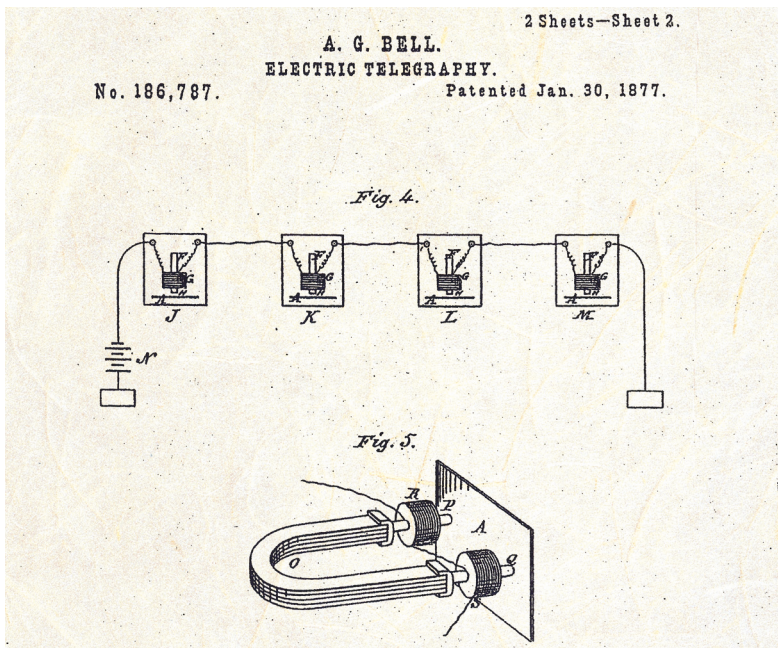 2 Sheets—Sheet 2.
A. G. BELL.
ELECTRIC TELEGRAPHY.
No. 186,787.
Patented Jan. 30, 1877.
Fig. 4.
F F F F
G G G G
H H H H
A A A A
J K L M
N
Fig. 5.
R
P
A
O
Q
S